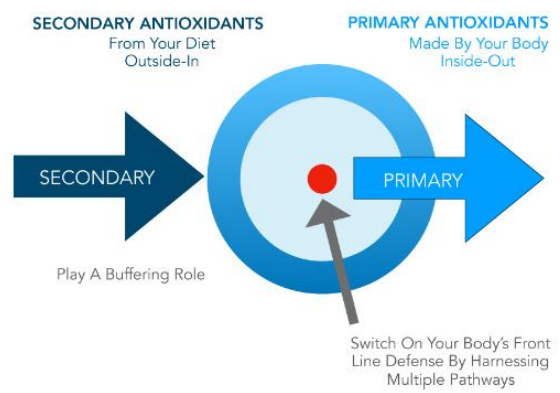 SECONDARY ANTIOXIDANTS
From Your Diet
Outside-In
PRIMARY ANTIOXIDANTS
Made By Your Body
Inside-Out
SECONDARY
PRIMARY
Play A Buffering Role
Switch On Your Body's Front
Line Defense By Harnessing
Multiple Pathways